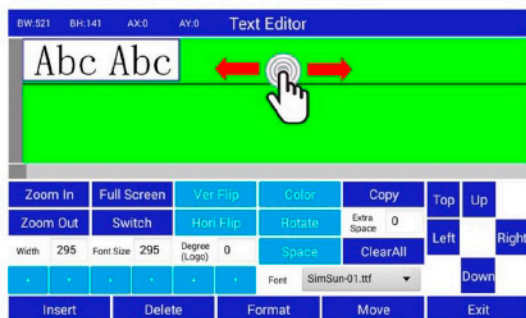 BW:521 BH:141 AX:0 AY:0 Text Editor
Abc Abc
Zoom In Full Screen Ver Flip Color Copy Top Up
Zoom Out Switch Hori Flip Rotate Extra Space 0 Left Right
Width 295 Font Size 295 Degree (Logo) 0 Space ClearAll
Font SimSun-01.ttf Down
Insert Delete Format Move Exit